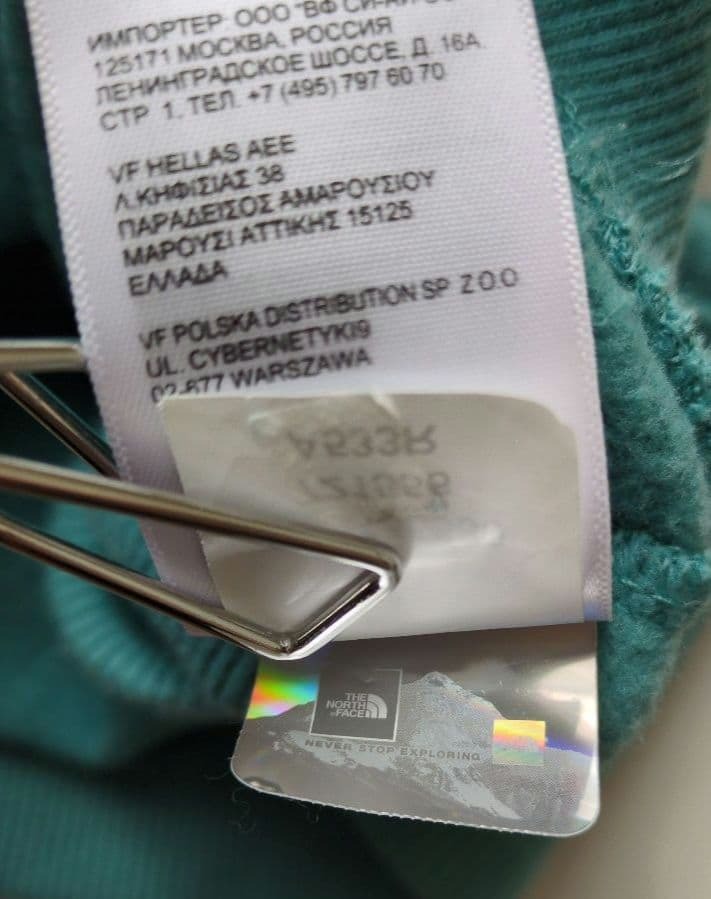 ИМПОРТЕР: ООО "ВФ
125171 МОСКВА, РОССИЯ
ЛЕНИНГРАДСКОЕ ШОССЕ, Д. 16А
СТР 1. ТЕЛ. +7 (495) 797 60 70
VF HELLAS AEE
Λ.ΚΗΦΙΣΙΑΣ 38
ΠΑΡΑΔΕΙΣΟΣ ΑΜΑΡΟΥΣΙΟΥ
ΜΑΡΟΥΣΙ ΑΤΤΙΚΗΣ 15125
ΕΛΛΑΔΑ
VF POLSKA DISTRIBUTION SP Z O.O
UL. CYBERNETYKI9
02-677 WARSZAWA
A533R
THE
NORTH
FACE
NEVER STOP EXPLORING